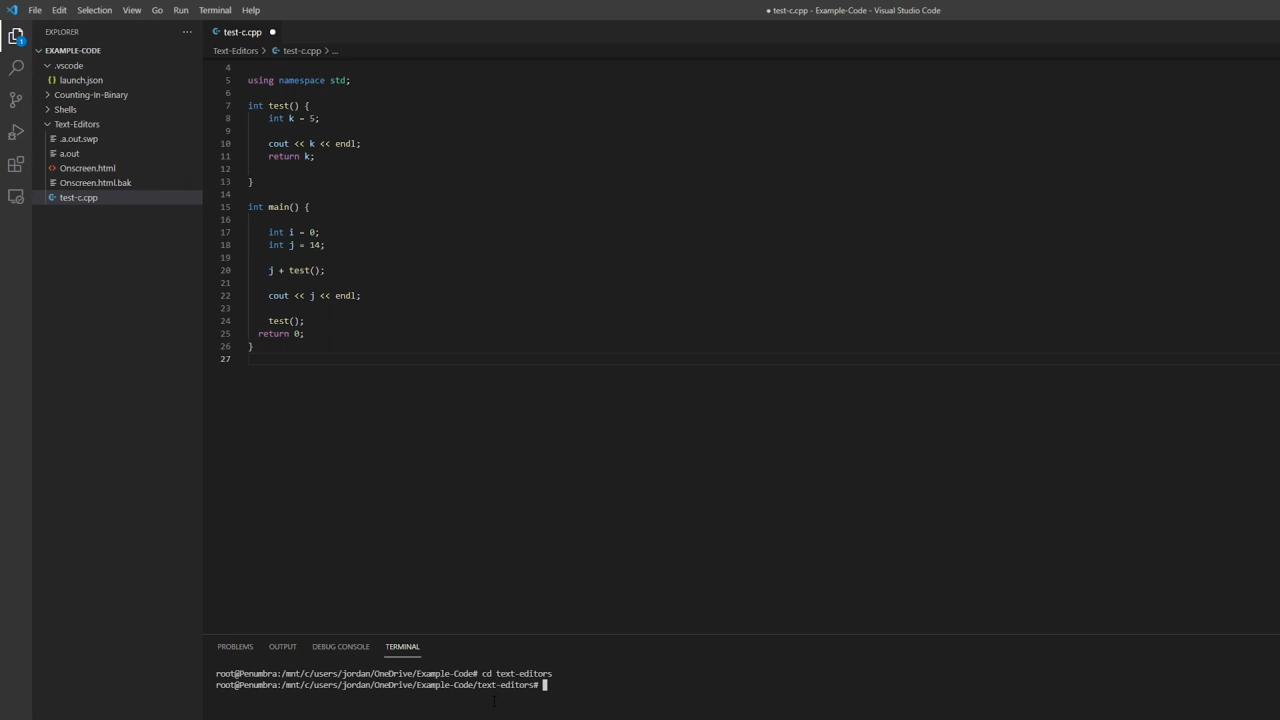 File Edit Selection View Go Run Terminal Help
● test-c.cpp - Example-Code - Visual Studio Code
EXPLORER ...
1
EXAMPLE-CODE
.vscode
launch.json
Counting-In-Binary
Shells
Text-Editors
.a.out.swp
a.out
Onscreen.html
Onscreen.html.bak
test-c.cpp
test-c.cpp ●
Text-Editors > test-c.cpp > ...
4
5 using namespace std;
6
7 int test() {
8 int k = 5;
9
10 cout << k << endl;
11 return k;
12
13 }
14
15 int main() {
16
17 int i = 0;
18 int j = 14;
19
20 j + test();
21
22 cout << j << endl;
23
24 test();
25 return 0;
26 }
27
PROBLEMS OUTPUT DEBUG CONSOLE TERMINAL
root@Penumbra:/mnt/c/users/jordan/OneDrive/Example-Code# cd text-editors
root@Penumbra:/mnt/c/users/jordan/OneDrive/Example-Code/text-editors#